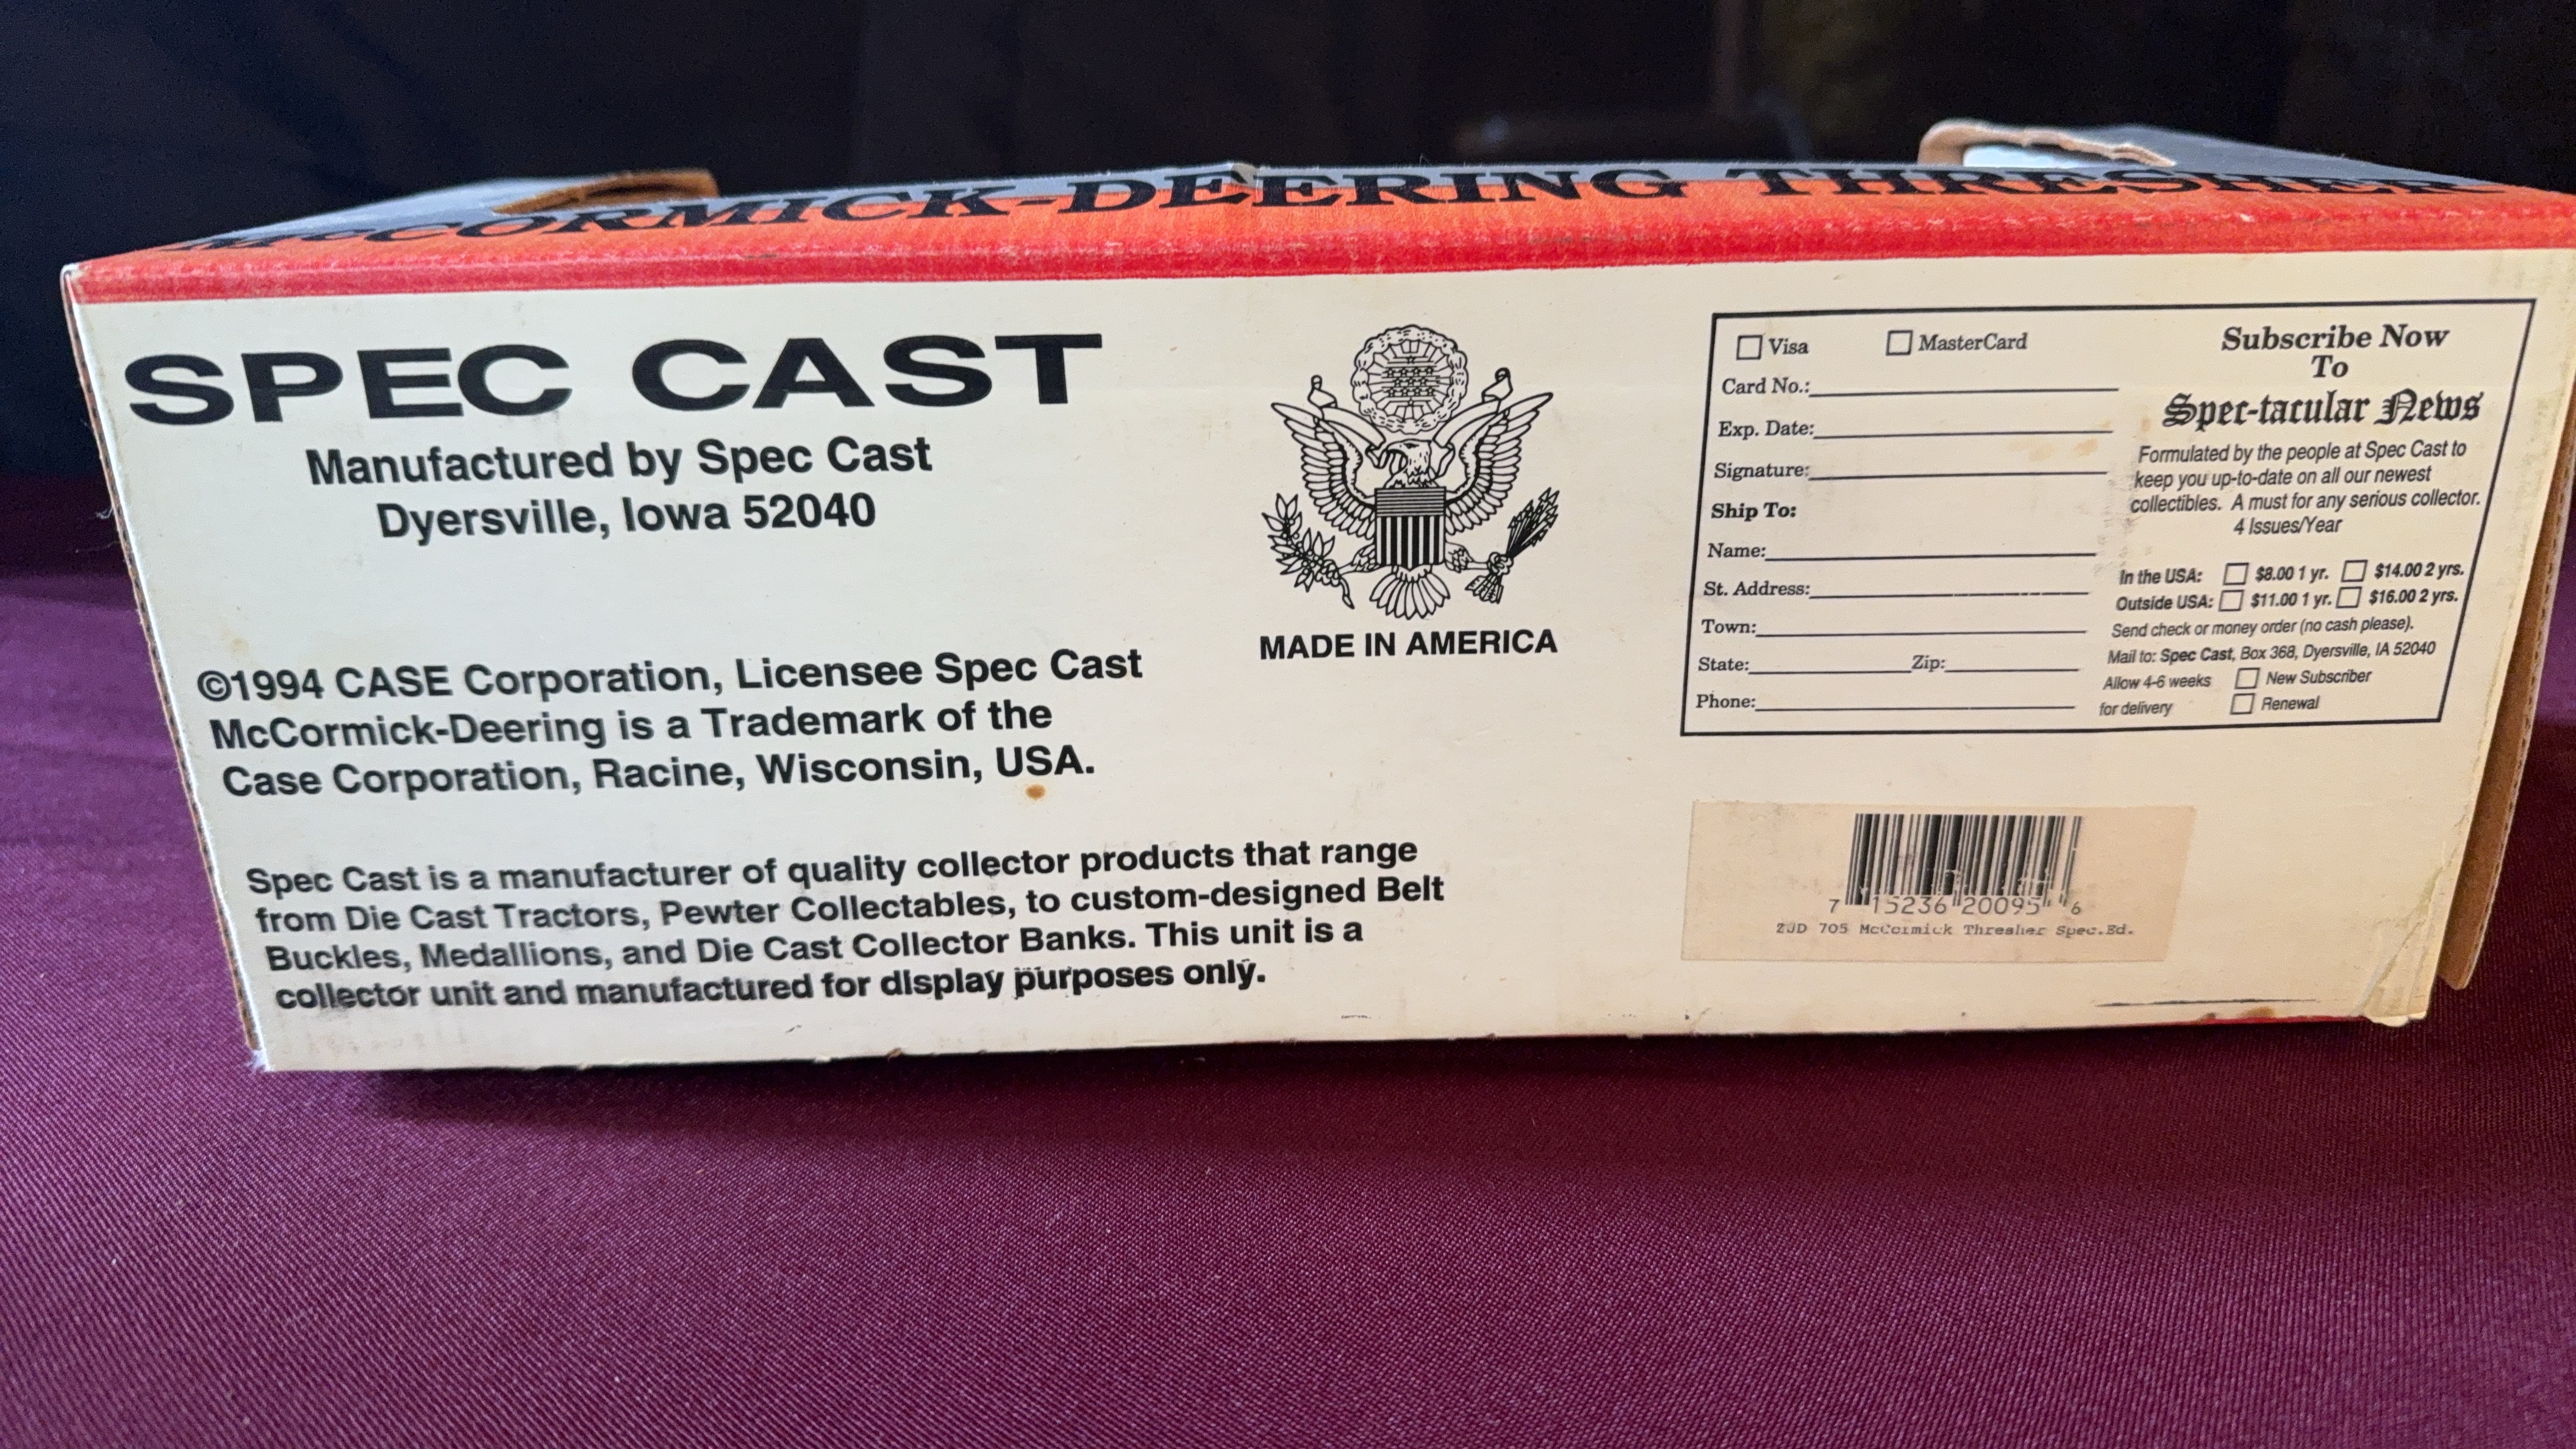 McCORMICK-DEERING THRESHER
SPEC CAST
Manufactured by Spec Cast
Dyersville, Iowa 52040
©1994 CASE Corporation, Licensee Spec Cast
McCormick-Deering is a Trademark of the
Case Corporation, Racine, Wisconsin, USA.
Spec Cast is a manufacturer of quality collector products that range
from Die Cast Tractors, Pewter Collectables, to custom-designed Belt
Buckles, Medallions, and Die Cast Collector Banks. This unit is a
collector unit and manufactured for display purposes only.
MADE IN AMERICA
Visa MasterCard
Card No.:
Exp. Date:
Signature:
Ship To:
Name:
St. Address:
Town:
State: Zip:
Phone:
Subscribe Now
To
Spec-tacular News
Formulated by the people at Spec Cast to
keep you up-to-date on all our newest
collectibles. A must for any serious collector.
4 Issues/Year
In the USA: $8.00 1 yr. $14.00 2 yrs.
Outside USA: $11.00 1 yr. $16.00 2 yrs.
Send check or money order (no cash please).
Mail to: Spec Cast, Box 368, Dyersville, IA 52040
Allow 4-6 weeks New Subscriber
for delivery Renewal
7 15236 20095 6
ZJD 705 McCormick Thresher Spec.Ed.